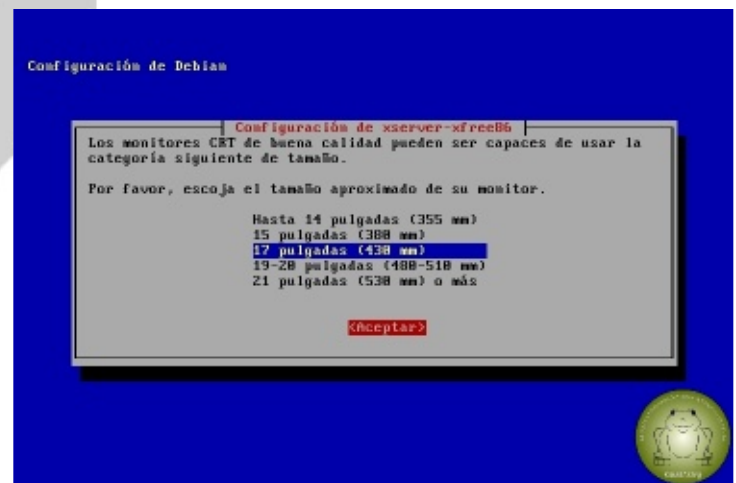 Configuración de Debian
Configuración de xserver-xfree86
Los monitores CRT de buena calidad pueden ser capaces de usar la
categoría siguiente de tamaño.
Por favor, escoja el tamaño aproximado de su monitor.
Hasta 14 pulgadas (355 mm)
15 pulgadas (380 mm)
17 pulgadas (430 mm)
19-20 pulgadas (480-510 mm)
21 pulgadas (530 mm) o más
<Aceptar>